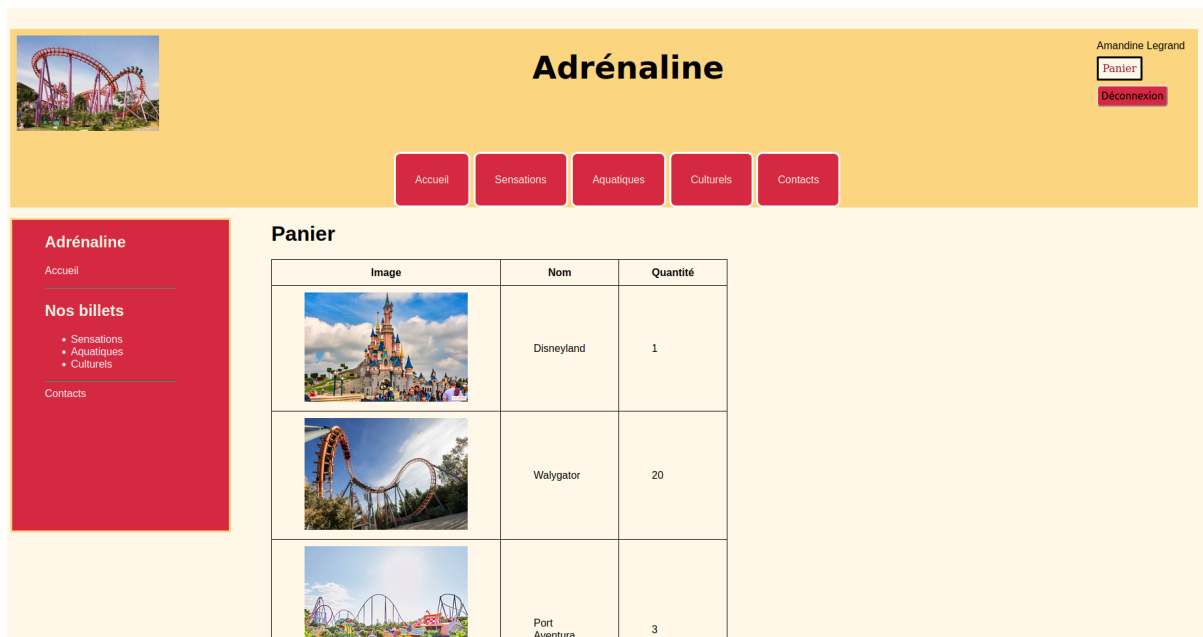 Adrénaline
Amandine Legrand
Panier
Déconnexion
Accueil
Sensations
Aquatiques
Culturels
Contacts
Adrénaline
Accueil
Nos billets
Sensations
Aquatiques
Culturels
Contacts
Panier
Image Nom Quantité
Disneyland 1
Walygator 20
Port
Aventura
3